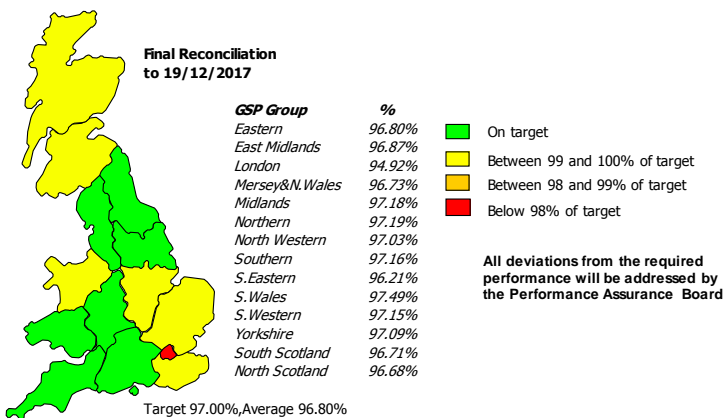 Final Reconciliation
to 19/12/2017
GSP Group %
Eastern 96.80%
East Midlands 96.87%
London 94.92%
Mersey&N.Wales 96.73%
Midlands 97.18%
Northern 97.19%
North Western 97.03%
Southern 97.16%
S.Eastern 96.21%
S.Wales 97.49%
S.Western 97.15%
Yorkshire 97.09%
South Scotland 96.71%
North Scotland 96.68%
On target
Between 99 and 100% of target
Between 98 and 99% of target
Below 98% of target
All deviations from the required
performance will be addressed by
the Performance Assurance Board
Target 97.00%,Average 96.80%